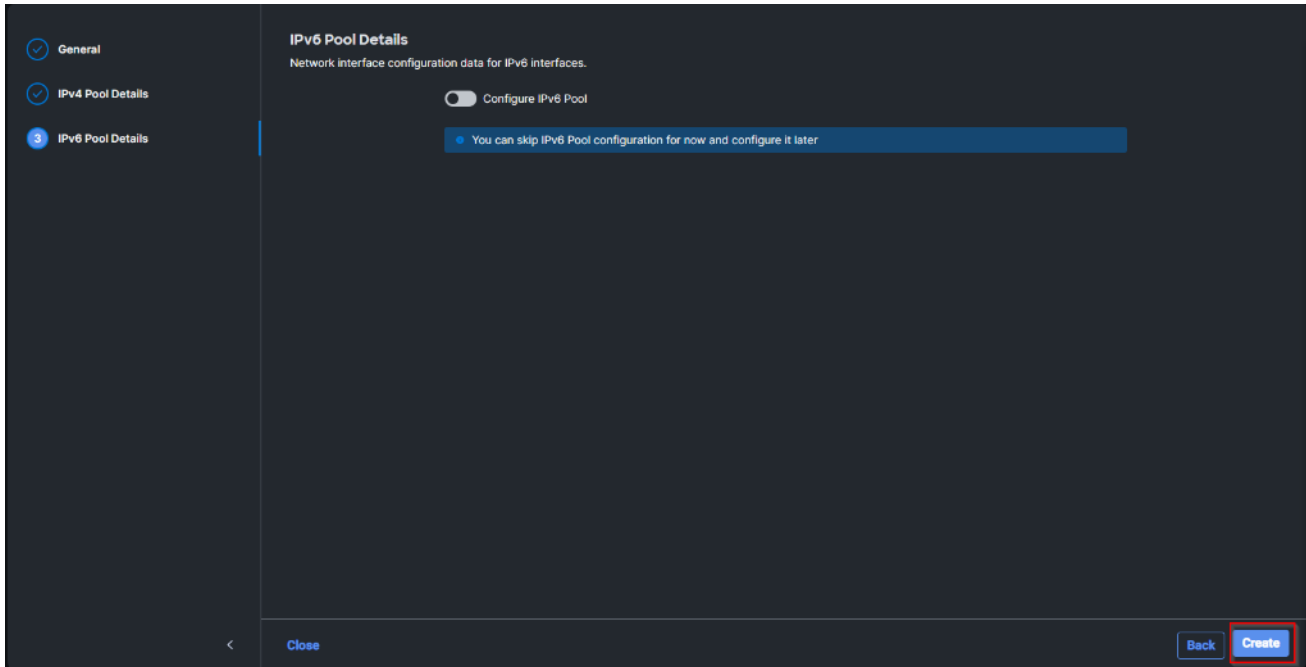 General
IPv4 Pool Details
3 IPv6 Pool Details
IPv6 Pool Details
Network interface configuration data for IPv6 interfaces.
Configure IPv6 Pool
You can skip IPv6 Pool configuration for now and configure it later
< Close Back Create